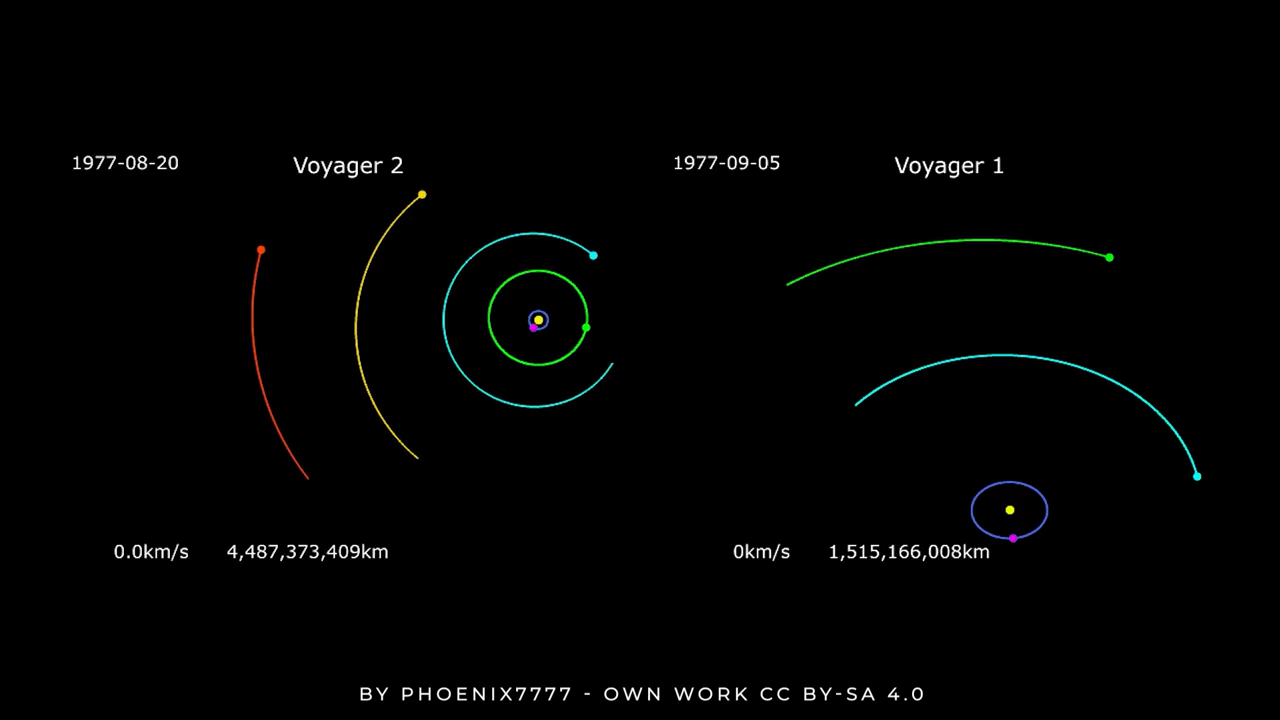 1977-08-20
Voyager 2
1977-09-05
Voyager 1
0.0km/s
4,487,373,409km
0km/s
1,515,166,008km
BY PHOENIX7777 - OWN WORK CC BY-SA 4.0